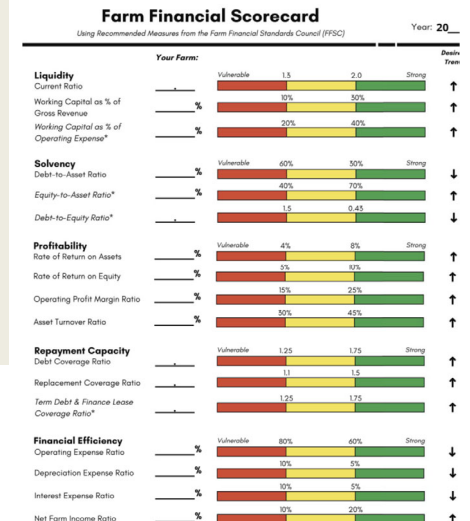 Farm Financial Scorecard
Using Recommended Measures from the Farm Financial Standards Council (FFSC)
Year: 20__
Your Farm:
Liquidity Vulnerable 1.3 2.0 Strong
Current Ratio .
Working Capital as % of Gross Revenue % 10% 30%
Working Capital as % of Operating Expense* % 20% 40%
Solvency Vulnerable 60% 30% Strong
Debt-to-Asset Ratio %
Equity-to-Asset Ratio* % 40% 70%
Debt-to-Equity Ratio* . 1.5 0.43
Profitability Vulnerable 4% 8% Strong
Rate of Return on Assets %
Rate of Return on Equity % 5% 10%
Operating Profit Margin Ratio % 15% 25%
Asset Turnover Ratio % 30% 45%
Repayment Capacity Vulnerable 1.25 1.75 Strong
Debt Coverage Ratio .
Replacement Coverage Ratio . 1.1 1.5
Term Debt & Finance Lease Coverage Ratio* . 1.25 1.75
Financial Efficiency Vulnerable 80% 60% Strong
Operating Expense Ratio %
Depreciation Expense Ratio % 10% 5%
Interest Expense Ratio % 10% 5%
Net Farm Income Ratio % 10% 20%